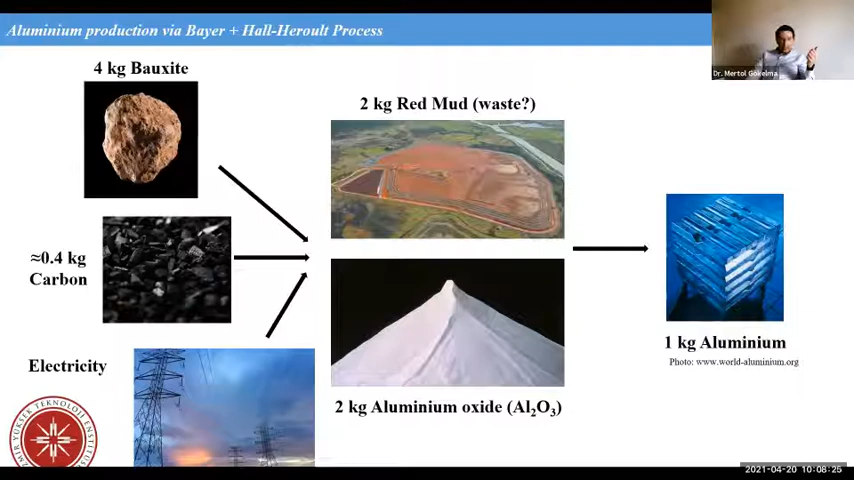 Aluminium production via Bayer + Hall-Heroult Process
Dr. Mertol Gökelma
4 kg Bauxite
2 kg Red Mud (waste?)
≈0.4 kg
Carbon
1 kg Aluminium
Photo: www.world-aluminium.org
Electricity
2 kg Aluminium oxide (Al₂O₃)
YÜKSEK TEKNOLOJİ
2021-04-20 10:08:25